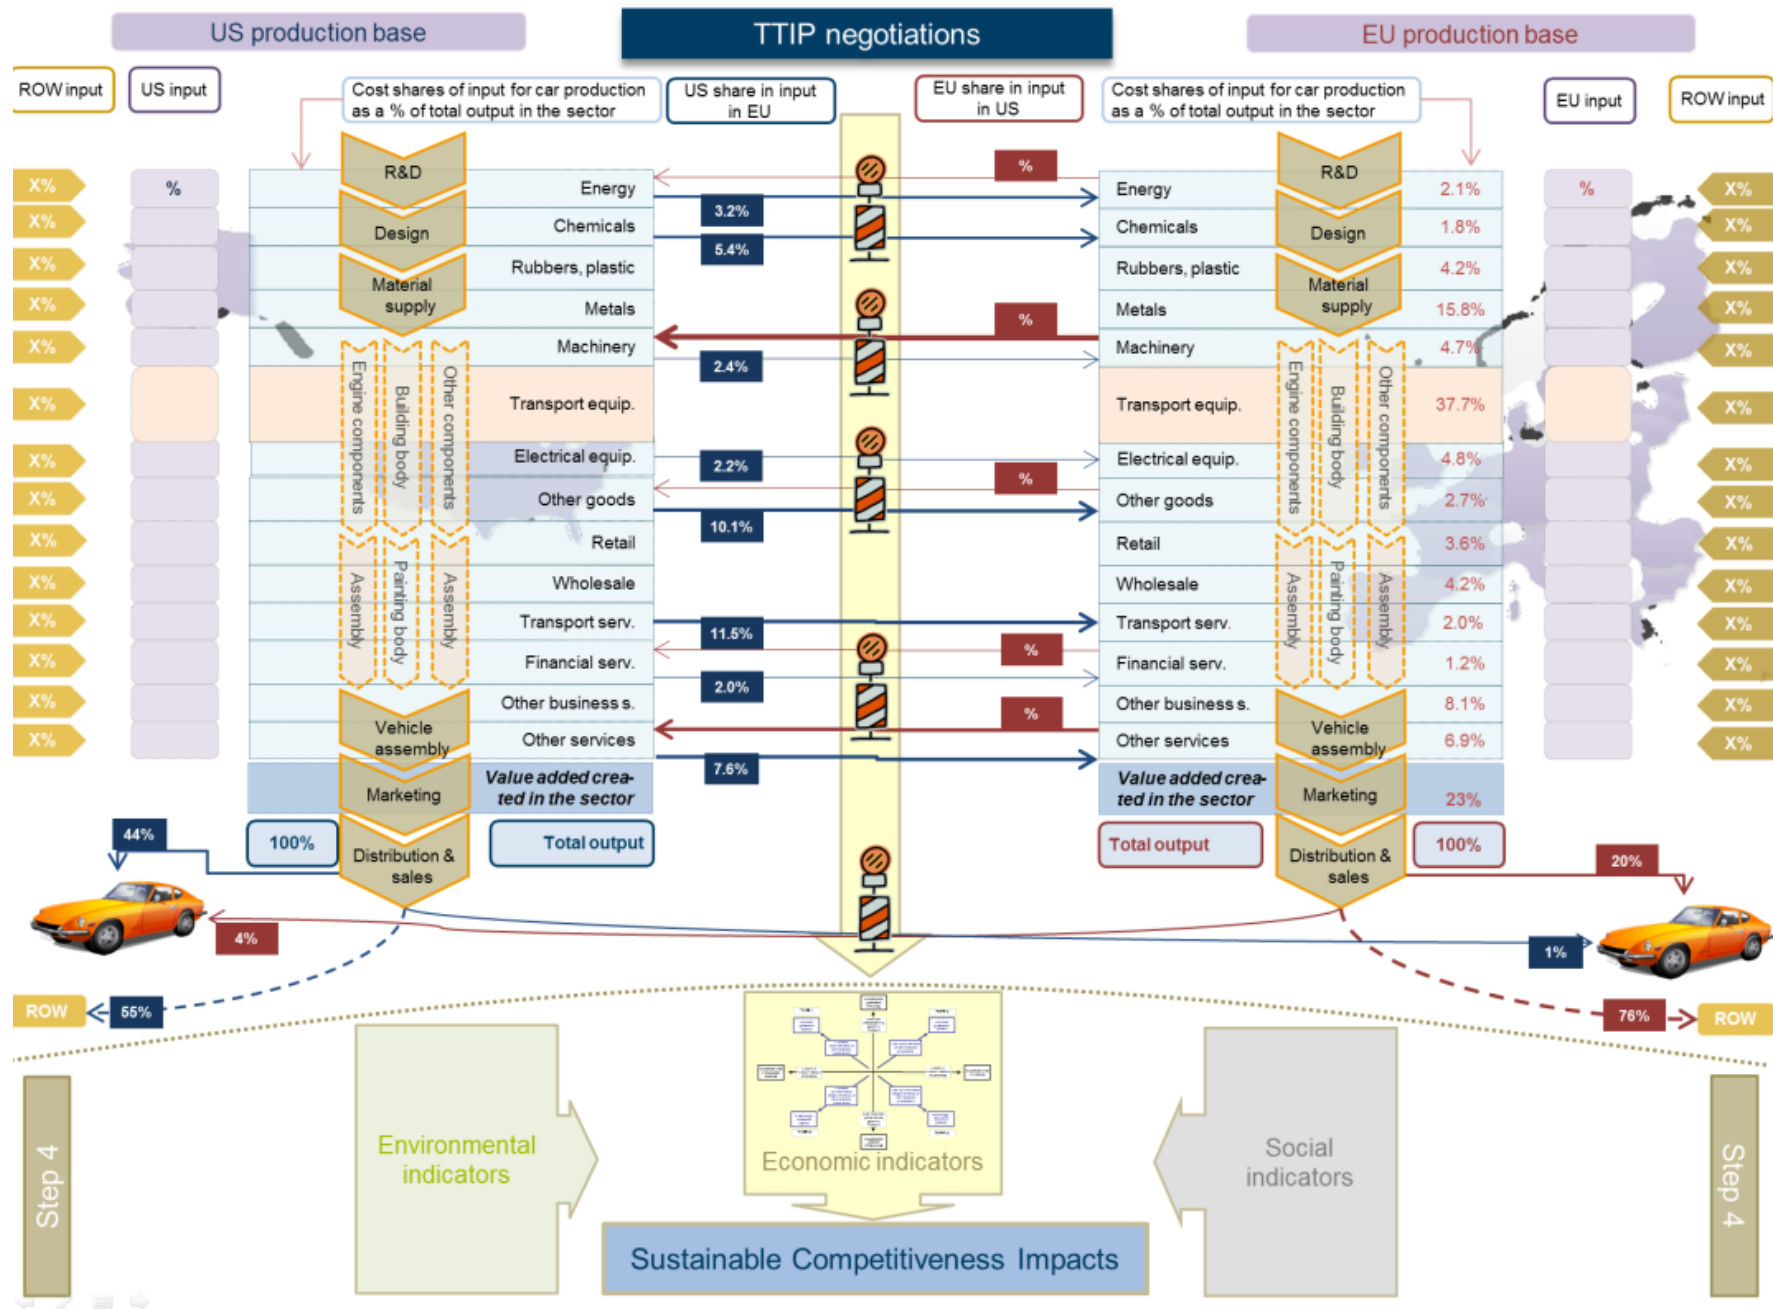 US production base
TTIP negotiations
EU production base
ROW input
US input
Cost shares of input for car production
as a % of total output in the sector
US share in input
in EU
EU share in input
in US
Cost shares of input for car production
as a % of total output in the sector
EU input
ROW input
R&D
%
R&D
X%
%
Energy
Energy
2.1%
%
X%
3.2%
X%
Design
Chemicals
Chemicals
Design
1.8%
X%
5.4%
X%
Rubbers, plastic
Rubbers, plastic
4.2%
X%
Material
supply
Material
supply
X%
Metals
%
Metals
15.8%
X%
X%
Machinery
Machinery
4.7%
X%
2.4%
Engine components
Building body
Other components
Engine components
Building body
Other components
X%
Transport equip.
Transport equip.
37.7%
X%
X%
Electrical equip.
2.2%
Electrical equip.
4.8%
X%
%
X%
Other goods
Other goods
2.7%
X%
10.1%
X%
Retail
Retail
3.6%
X%
Assembly
Painting body
Assembly
Assembly
Painting body
Assembly
X%
Wholesale
Wholesale
4.2%
X%
X%
Transport serv.
11.5%
Transport serv.
2.0%
X%
%
X%
Financial serv.
Financial serv.
1.2%
X%
2.0%
X%
Other business s.
Other business s.
8.1%
X%
%
Vehicle
assembly
Vehicle
assembly
X%
Other services
Other services
6.9%
X%
7.6%
Value added crea-
ted in the sector
Value added crea-
ted in the sector
Marketing
Marketing
23%
44%
100%
Total output
Total output
100%
Distribution &
sales
Distribution &
sales
20%
4%
1%
ROW
55%
76%
ROW
Environmental
indicators
Economic indicators
Social
indicators
Step 4
Step 4
Sustainable Competitiveness Impacts